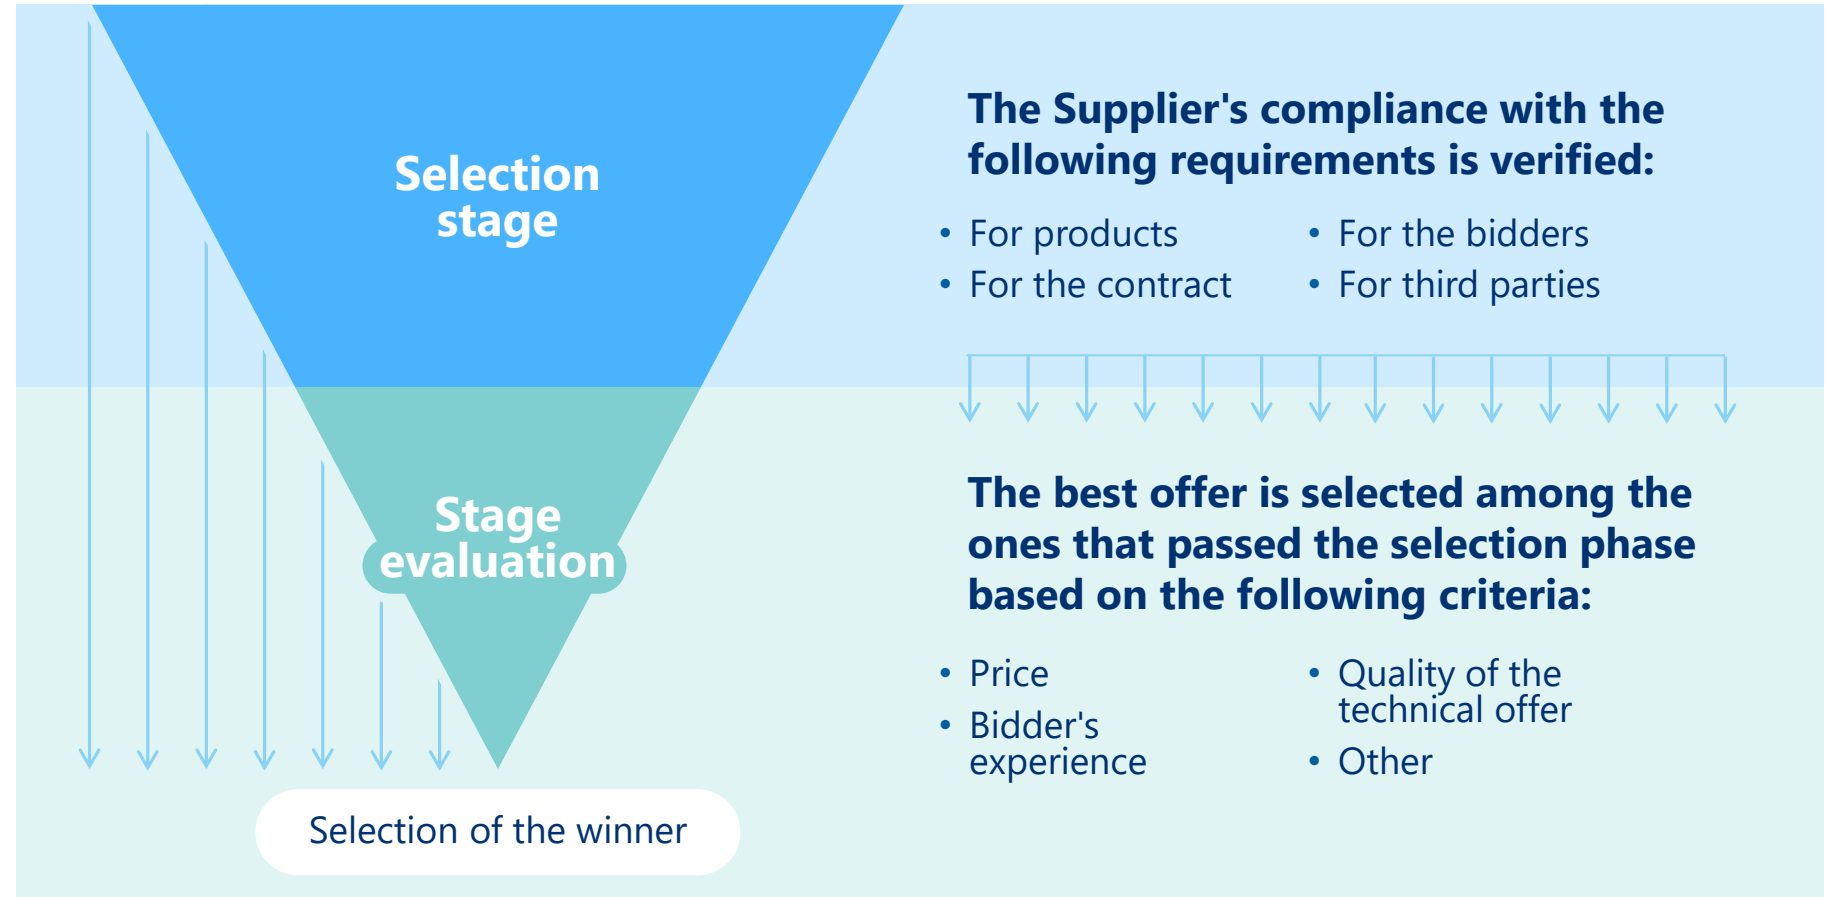 Selection
stage
The Supplier's compliance with the
following requirements is verified:
• For products
• For the contract
• For the bidders
• For third parties
Stage
evaluation
The best offer is selected among the
ones that passed the selection phase
based on the following criteria:
• Price
• Bidder's
experience
• Quality of the
technical offer
• Other
Selection of the winner